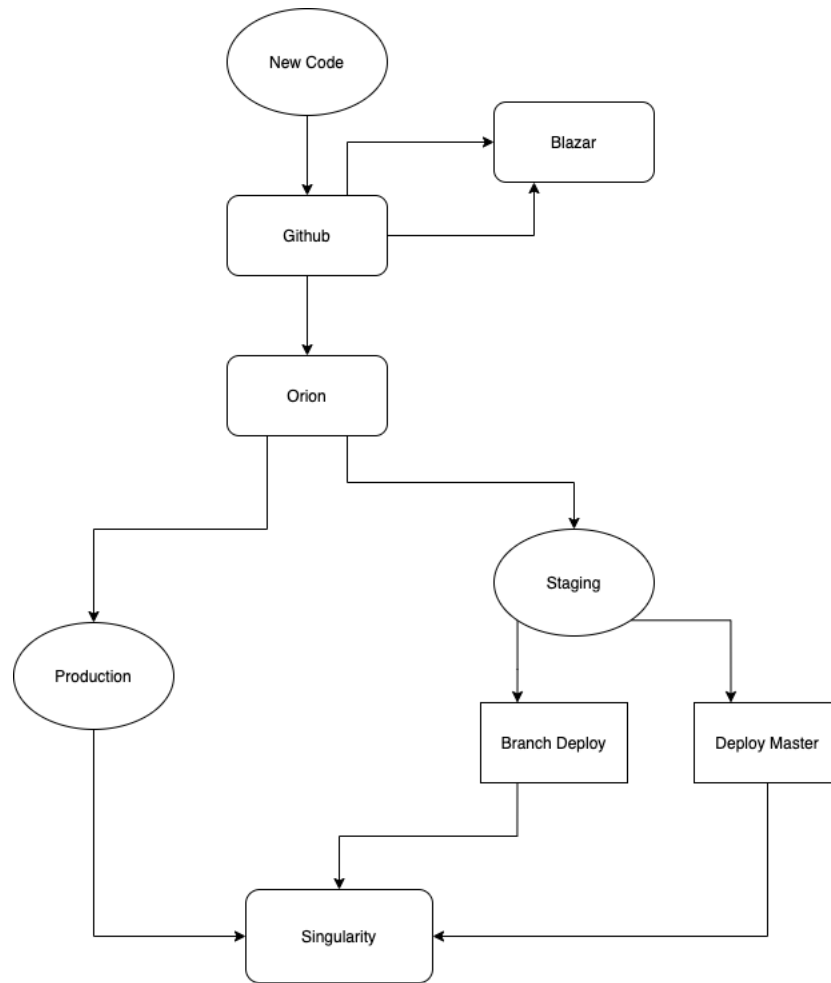 New Code
Blazar
Github
Orion
Staging
Production
Branch Deploy
Deploy Master
Singularity